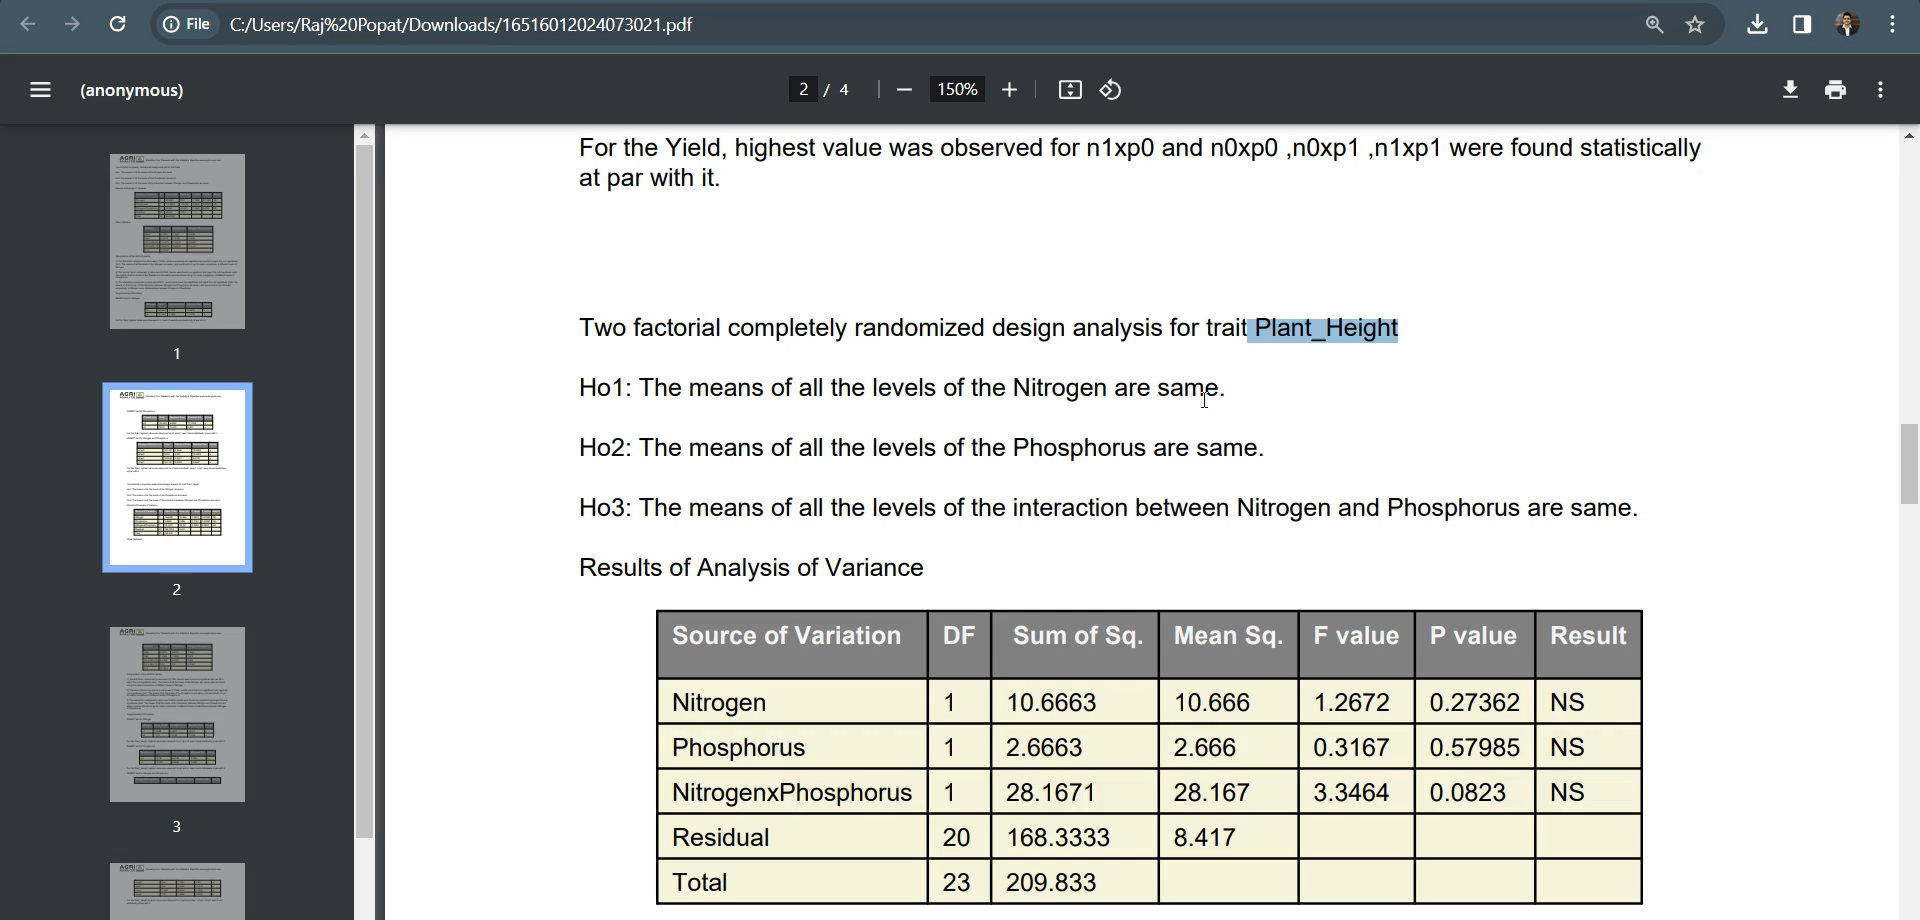 File C:/Users/Raj%20Popat/Downloads/16516012024073021.pdf
(anonymous) 2 / 4 150%
For the Yield, highest value was observed for n1xp0 and n0xp0 ,n0xp1 ,n1xp1 were found statistically
at par with it.
Two factorial completely randomized design analysis for trait Plant_Height
Ho1: The means of all the levels of the Nitrogen are same.
Ho2: The means of all the levels of the Phosphorus are same.
Ho3: The means of all the levels of the interaction between Nitrogen and Phosphorus are same.
Results of Analysis of Variance
Source of Variation DF Sum of Sq. Mean Sq. F value P value Result
Nitrogen 1 10.6663 10.666 1.2672 0.27362 NS
Phosphorus 1 2.6663 2.666 0.3167 0.57985 NS
NitrogenxPhosphorus 1 28.1671 28.167 3.3464 0.0823 NS
Residual 20 168.3333 8.417
Total 23 209.833
AGRI
1
AGRI
2
AGRI
3
AGRI